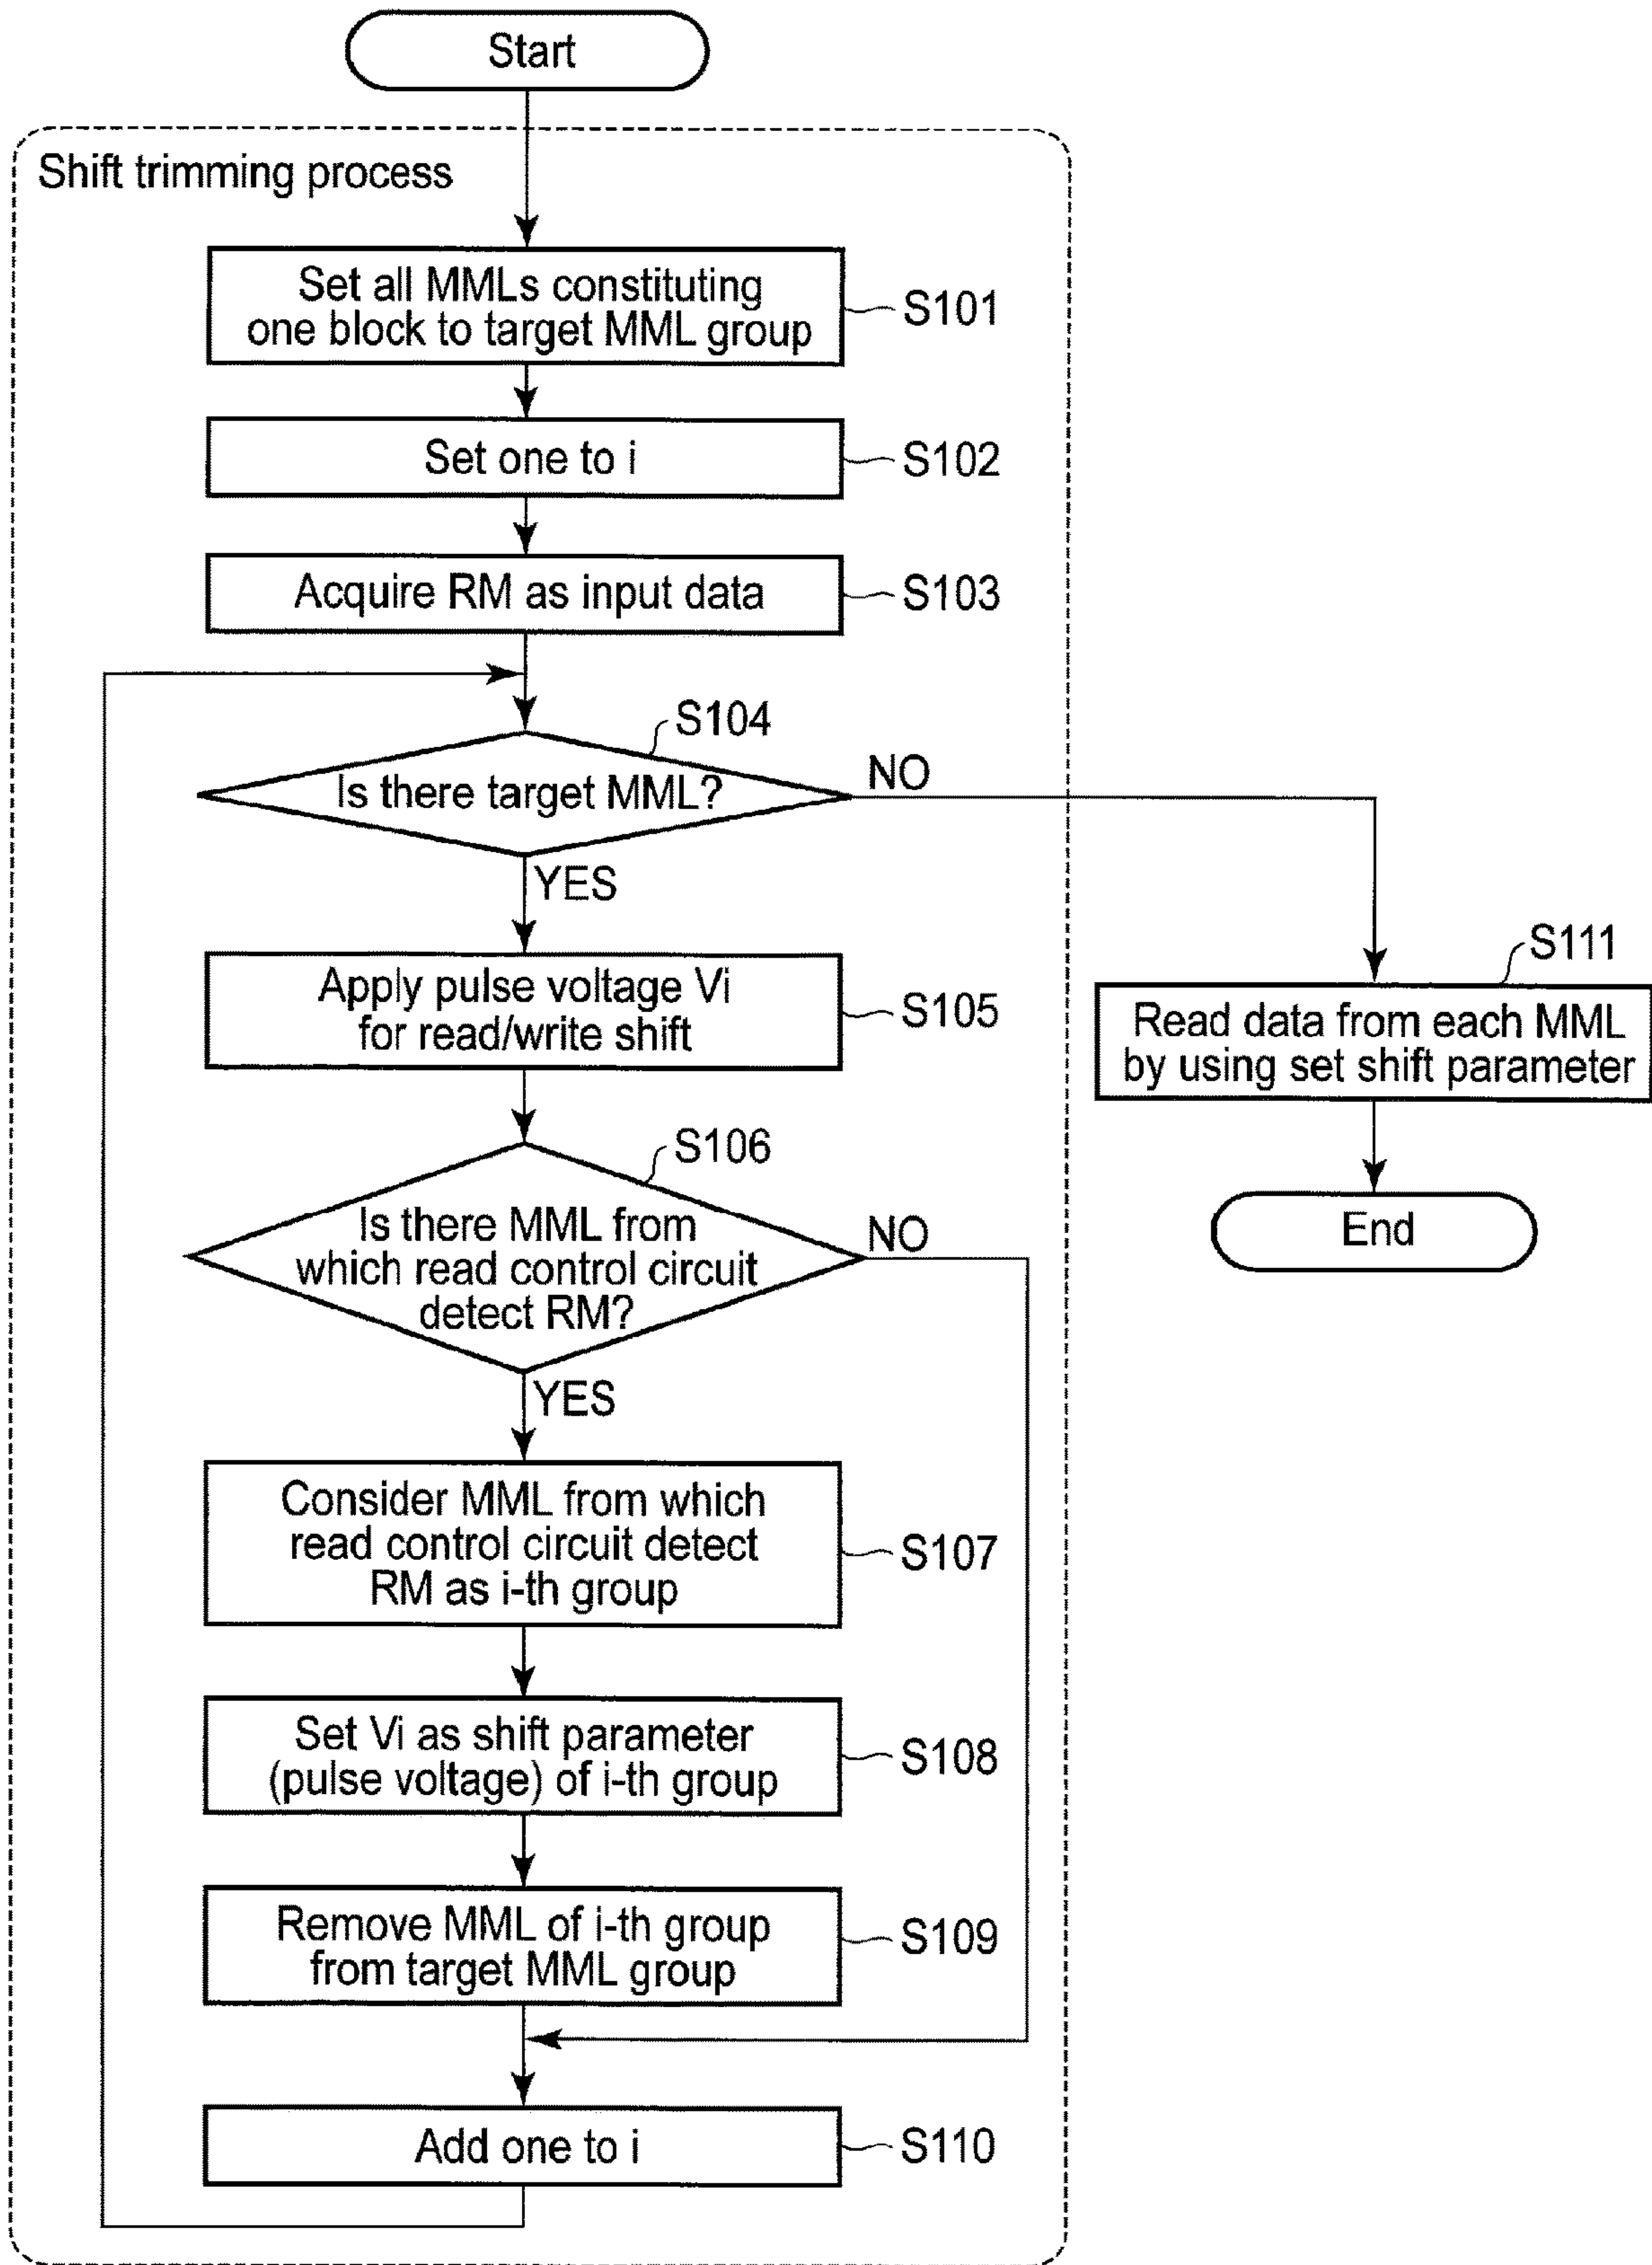 Start
Shift trimming process
Set all MMLs constituting
one block to target MML group
S101
Set one to i
S102
Acquire RM as input data
S103
S104
Is there target MML?
NO
YES
Apply pulse voltage Vi
for read/write shift
S105
S111
Read data from each MML
by using set shift parameter
End
S106
Is there MML from
which read control circuit
detect RM?
NO
YES
Consider MML from which
read control circuit detect
RM as i-th group
S107
Set Vi as shift parameter
(pulse voltage) of i-th group
S108
Remove MML of i-th group
from target MML group
S109
Add one to i
S110